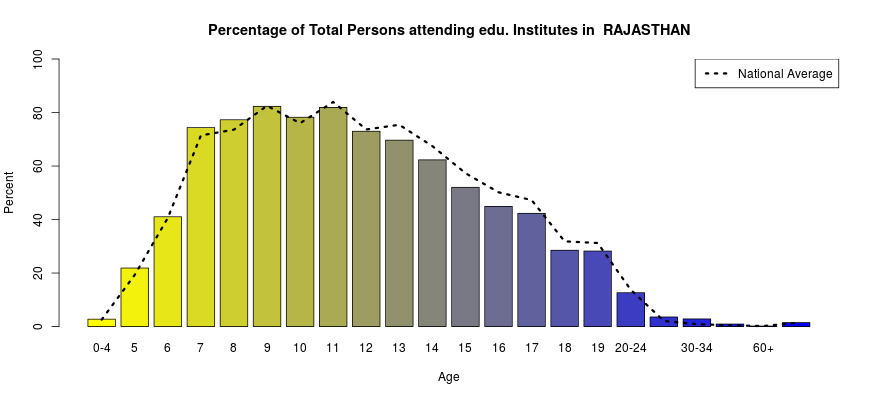 Percentage of Total Persons attending edu. Institutes in  RAJASTHAN
National Average
Percent
100
80
60
40
20
0
0-4 5 6 7 8 9 10 11 12 13 14 15 16 17 18 19 20-24 30-34 60+
Age